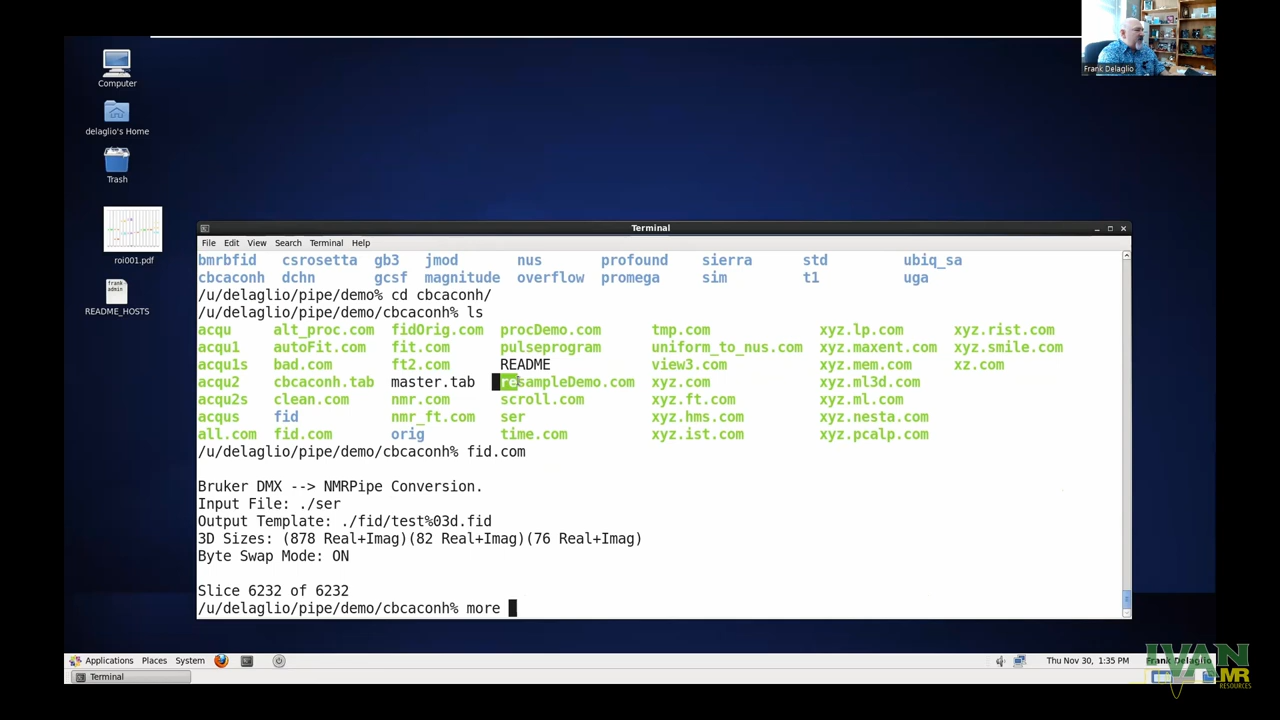 Frank Delaglio
Computer
delaglio's Home
Trash
roi001.pdf
frank
admin
README_HOSTS
Terminal
File Edit View Search Terminal Help
bmrbfid csrosetta gb3 jmod nus profound sierra std ubiq_sa
cbcaconh dchn gcsf magnitude overflow promega sim t1 uga
/u/delaglio/pipe/demo% cd cbcaconh/
/u/delaglio/pipe/demo/cbcaconh% ls
acqu alt_proc.com fidOrig.com procDemo.com tmp.com xyz.lp.com xyz.rist.com
acqu1 autoFit.com fit.com pulseprogram uniform_to_nus.com xyz.maxent.com xyz.smile.com
acqu1s bad.com ft2.com README view3.com xyz.mem.com xz.com
acqu2 cbcaconh.tab master.tab resampleDemo.com xyz.com xyz.ml3d.com
acqu2s clean.com nmr.com scroll.com xyz.ft.com xyz.ml.com
acqus fid nmr_ft.com ser xyz.hms.com xyz.nesta.com
all.com fid.com orig time.com xyz.ist.com xyz.pcalp.com
/u/delaglio/pipe/demo/cbcaconh% fid.com
Bruker DMX --> NMRPipe Conversion.
Input File: ./ser
Output Template: ./fid/test%03d.fid
3D Sizes: (878 Real+Imag)(82 Real+Imag)(76 Real+Imag)
Byte Swap Mode: ON
Slice 6232 of 6232
/u/delaglio/pipe/demo/cbcaconh% more
Applications Places System Thu Nov 30, 1:35 PM Frank Delaglio
Terminal
IVAN
MR
RESOURCES